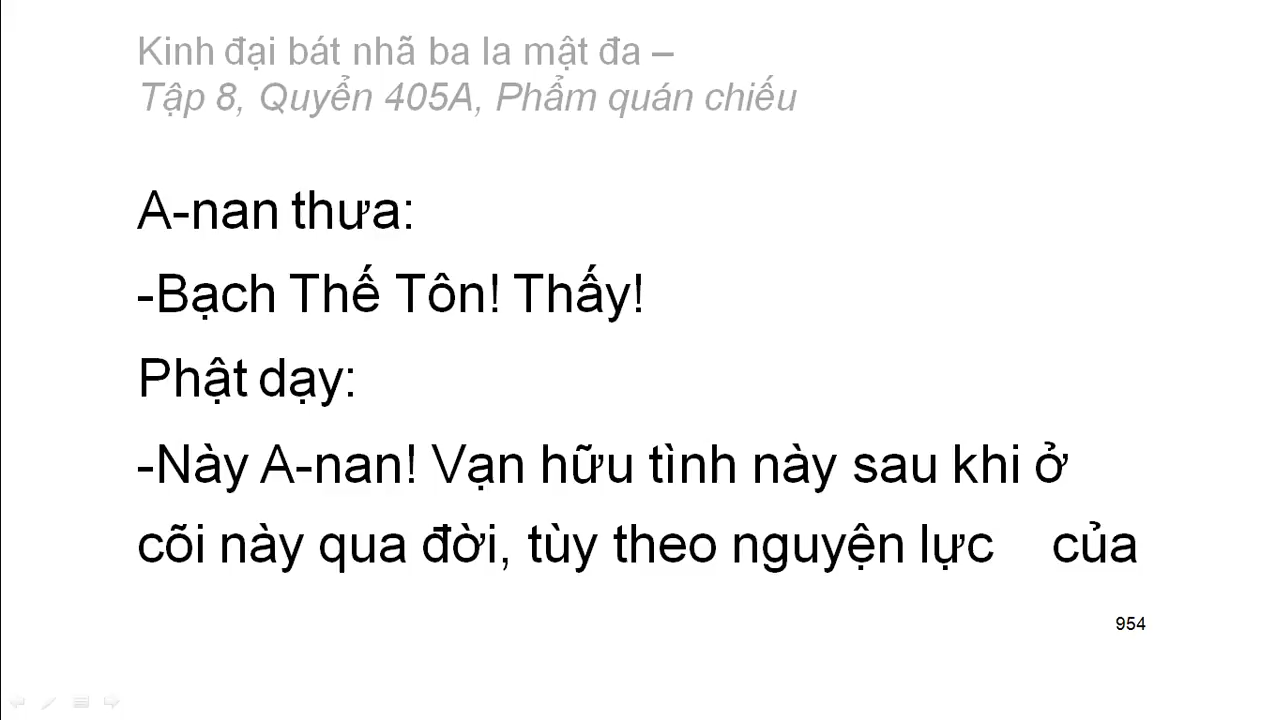 Kinh đại bát nhã ba la mật đa –
Tập 8, Quyển 405A, Phẩm quán chiếu
A-nan thưa:
-Bạch Thế Tôn! Thấy!
Phật dạy:
-Này A-nan! Vạn hữu tình này sau khi ở
cõi này qua đời, tùy theo nguyện lực của
954